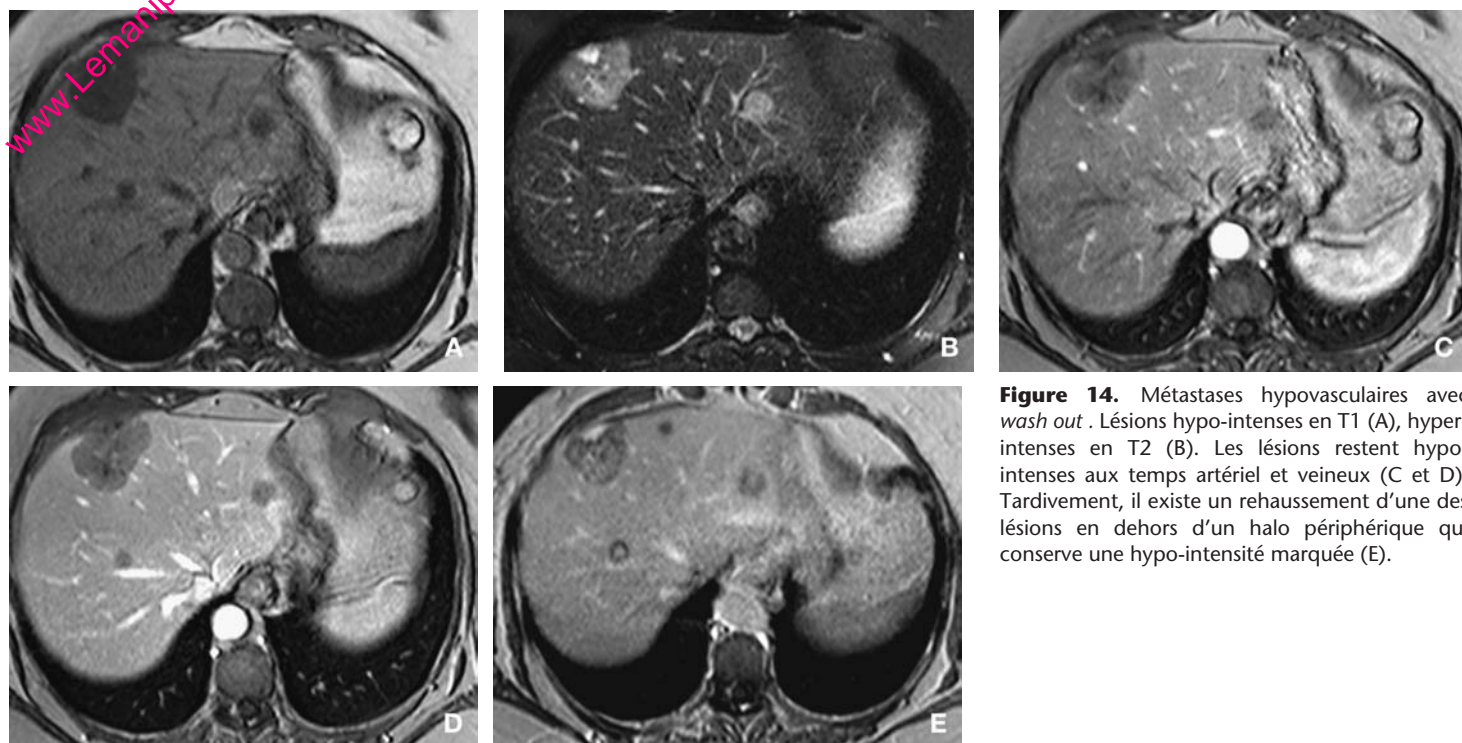 www.Lemanip
A
B
C
D
E
Figure 14. Métastases hypovasculaires avec
wash out . Lésions hypo-intenses en T1 (A), hyper-
intenses en T2 (B). Les lésions restent hypo-
intenses aux temps artériel et veineux (C et D).
Tardivement, il existe un rehaussement d'une des
lésions en dehors d'un halo périphérique qui
conserve une hypo-intensité marquée (E).